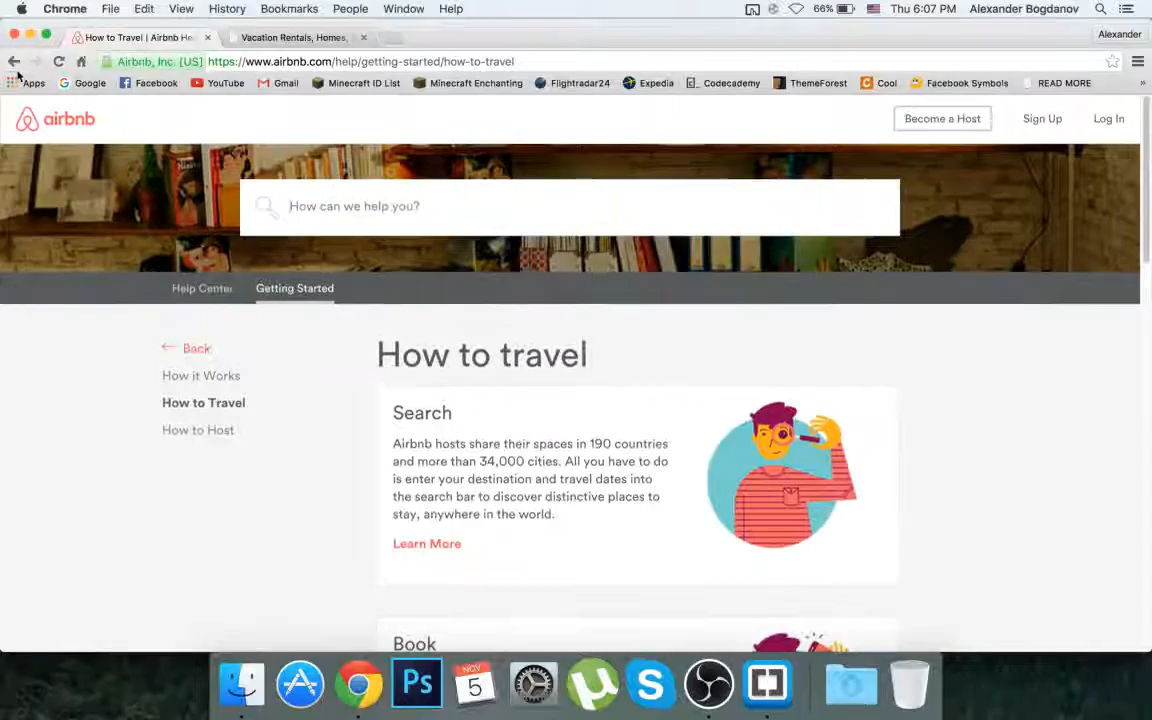 Chrome File Edit View History Bookmarks People Window Help 66% Thu 6:07 PM Alexander Bogdanov
How to Travel | Airbnb He Vacation Rentals, Homes, Alexander
Airbnb, Inc. [US] https://www.airbnb.com/help/getting-started/how-to-travel
Apps Google Facebook YouTube Gmail Minecraft ID List Minecraft Enchanting Flightradar24 Expedia Codecademy ThemeForest Cool Facebook Symbols READ MORE »
airbnb Become a Host Sign Up Log In
How can we help you?
Help Center Getting Started
← Back
How it Works
How to Travel
How to Host
How to travel
Search
Airbnb hosts share their spaces in 190 countries
and more than 34,000 cities. All you have to do
is enter your destination and travel dates into
the search bar to discover distinctive places to
stay, anywhere in the world.
Learn More
Book
Ps
NOV
5